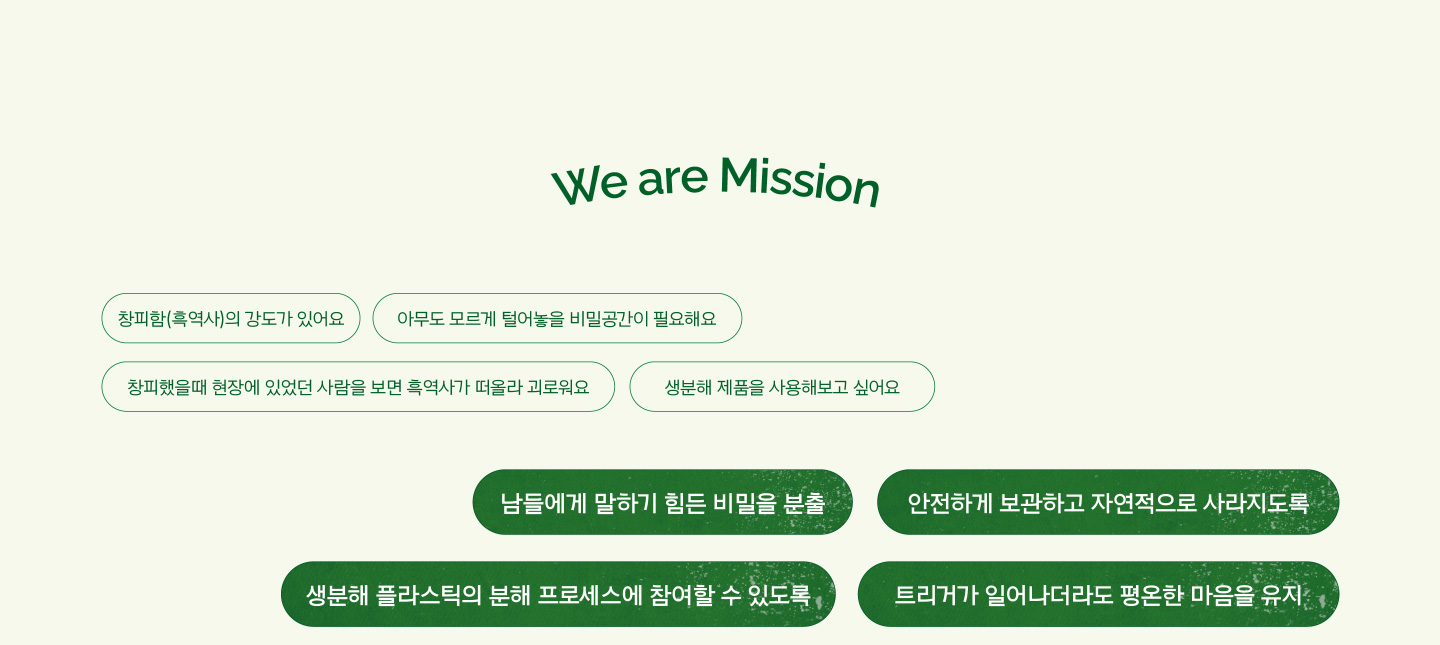 We are Mission
창피함(흑역사)의 강도가 있어요
아무도 모르게 털어놓을 비밀공간이 필요해요
창피했을때 현장에 있었던 사람을 보면 흑역사가 떠올라 괴로워요
생분해 제품을 사용해보고 싶어요
남들에게 말하기 힘든 비밀을 분출
안전하게 보관하고 자연적으로 사라지도록
생분해 플라스틱의 분해 프로세스에 참여할 수 있도록
트리거가 일어나더라도 평온한 마음을 유지